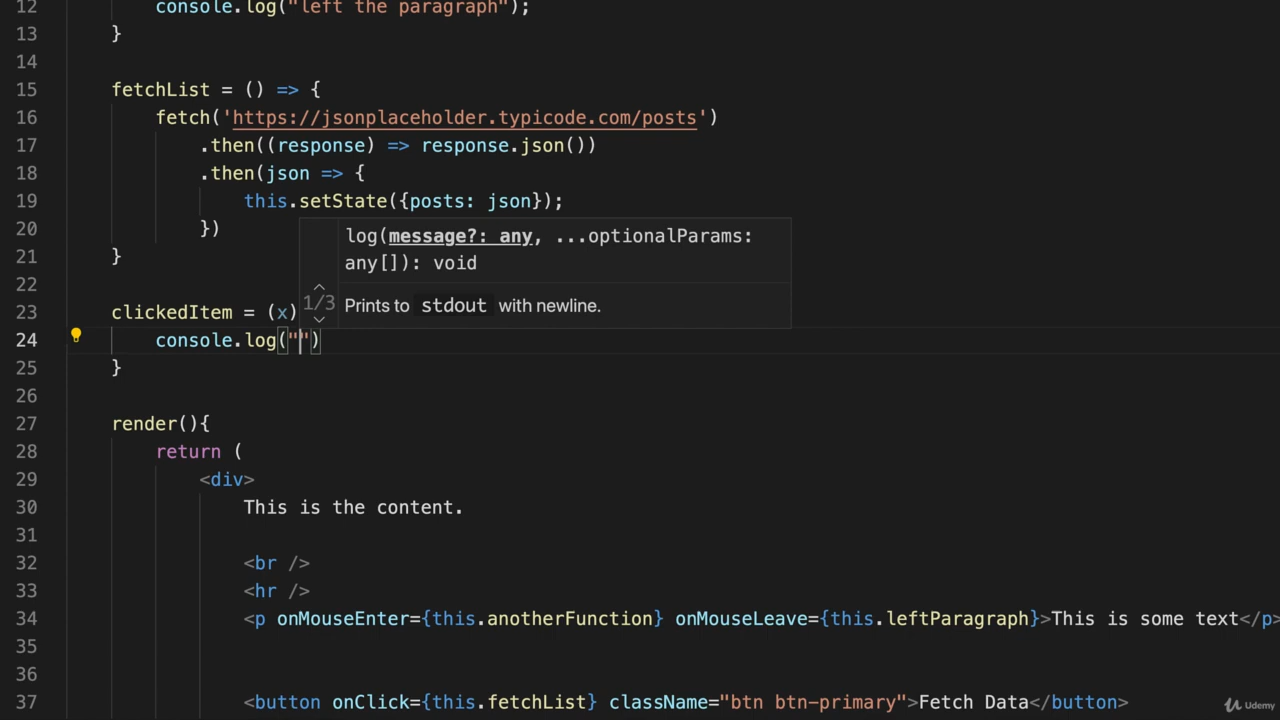 12 console.log("left the paragraph");
13 }
14
15 fetchList = () => {
16 fetch('https://jsonplaceholder.typicode.com/posts')
17 .then((response) => response.json())
18 .then(json => {
19 this.setState({posts: json});
20 })
21 }
log(message?: any, ...optionalParams:
any[]): void
1/3 Prints to stdout with newline.
22
23 clickedItem = (x)
24 console.log("")
25 }
26
27 render(){
28 return (
29 <div>
30 This is the content.
31
32 <br />
33 <hr />
34 <p onMouseEnter={this.anotherFunction} onMouseLeave={this.leftParagraph}>This is some text</p>
35
36
37 <button onClick={this.fetchList} className="btn btn-primary">Fetch Data</button>
Udemy